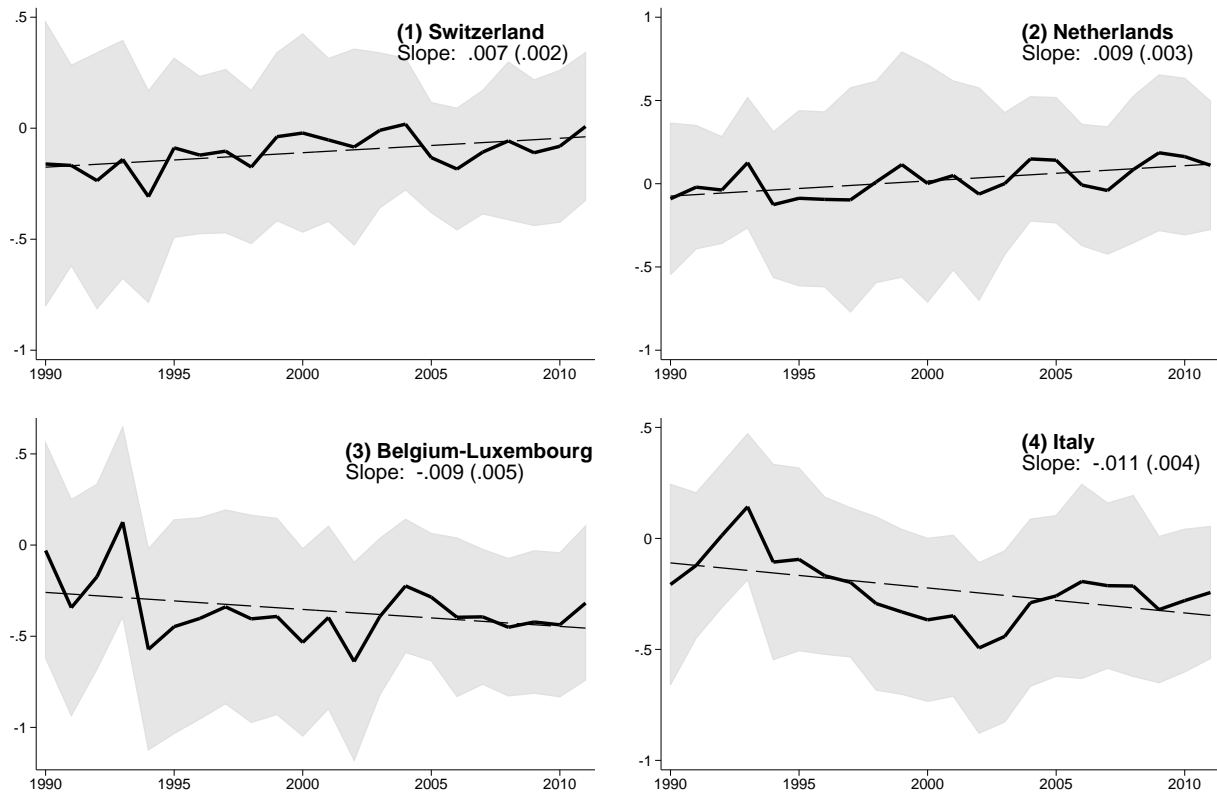 (1) Switzerland
Slope: .007 (.002)
.5
0
-.5
-1
1990 1995 2000 2005 2010
(2) Netherlands
Slope: .009 (.003)
1
.5
0
-.5
-1
1990 1995 2000 2005 2010
(3) Belgium-Luxembourg
Slope: -.009 (.005)
.5
0
-.5
-1
1990 1995 2000 2005 2010
(4) Italy
Slope: -.011 (.004)
.5
0
-.5
-1
1990 1995 2000 2005 2010